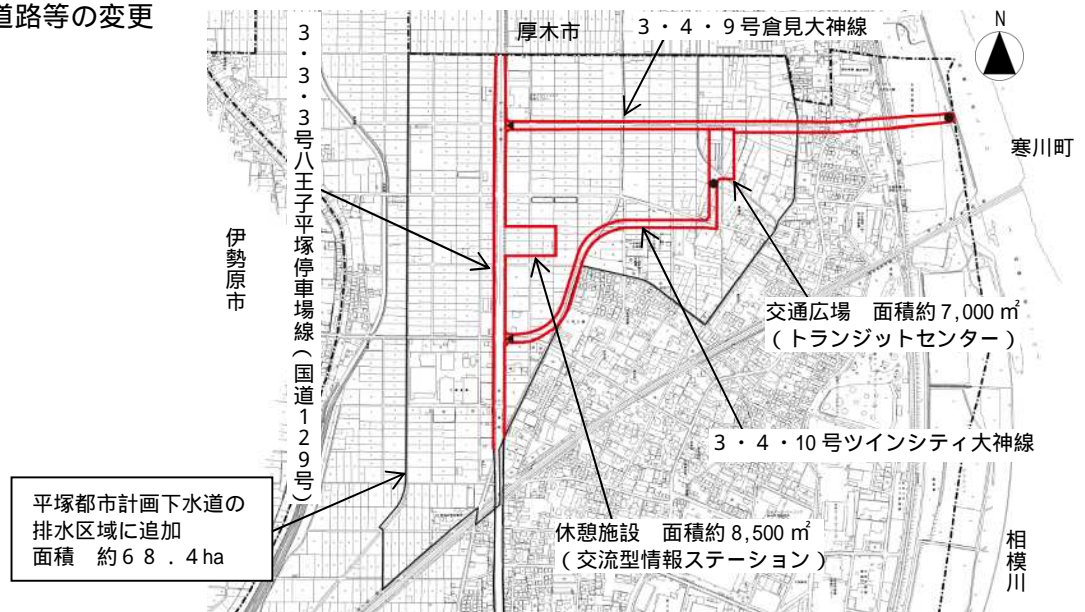 道路等の変更
厚木市
3・4・9号倉見大神線
N
3・3・3号八王子平塚停車場線(国道129号)
寒川町
伊勢原市
交通広場 面積約7,000㎡
(トランジットセンター)
3・4・10号ツインシティ大神線
平塚都市計画下水道の
排水区域に追加
面積 約68.4ha
休憩施設 面積約8,500㎡
(交流型情報ステーション)
相模川